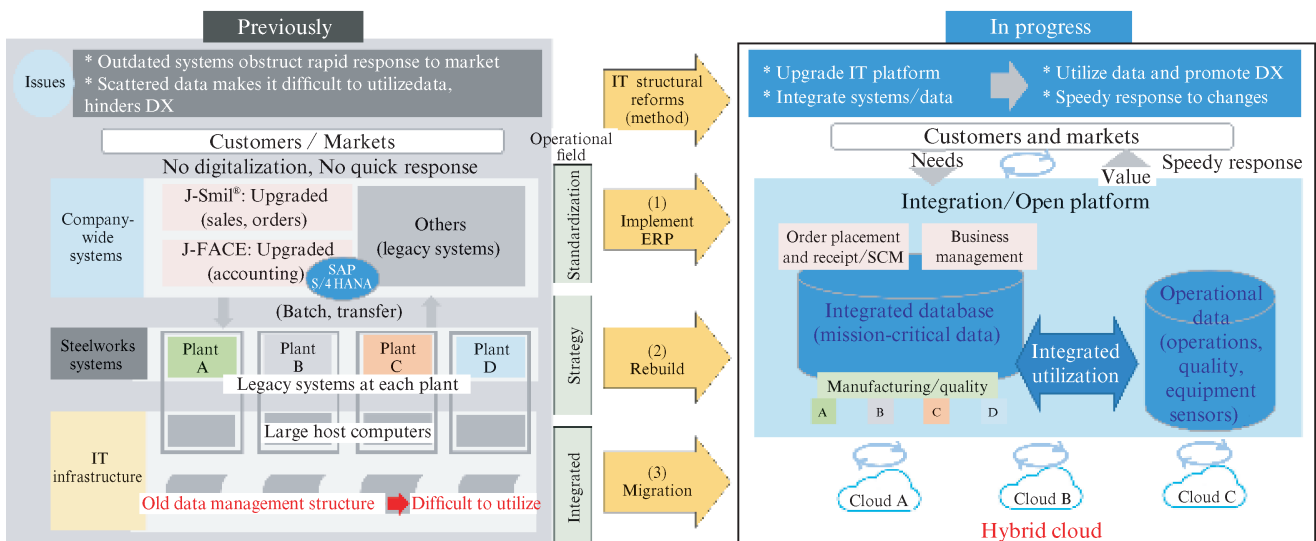 Previously
Issues
* Outdated systems obstruct rapid response to market
* Scattered data makes it difficult to utilizedata,
hinders DX
Customers / Markets
No digitalization, No quick response
Company-
wide
systems
J-Smil®: Upgraded
(sales, orders)
J-FACE: Upgraded
(accounting)
SAP
S/4 HANA
Others
(legacy systems)
(Batch, transfer)
Steelworks
systems
Plant
A
Plant
B
Plant
C
Plant
D
Legacy systems at each plant
Large host computers
IT
infrastructure
Old data management structure
Difficult to utilize
Operational
field
Standardization
Strategy
Integrated
IT structural
reforms
(method)
(1)
Implement
ERP
(2)
Rebuild
(3)
Migration
In progress
* Upgrade IT platform
* Integrate systems/data
* Utilize data and promote DX
* Speedy response to changes
Customers and markets
Needs
Value
Speedy response
Integration/Open platform
Order placement
and receipt/SCM
Business
management
Integrated database
(mission-critical data)
Manufacturing/quality
A
B
C
D
Integrated
utilization
Operational
data
(operations,
quality,
equipment
sensors)
Cloud A
Cloud B
Cloud C
Hybrid cloud